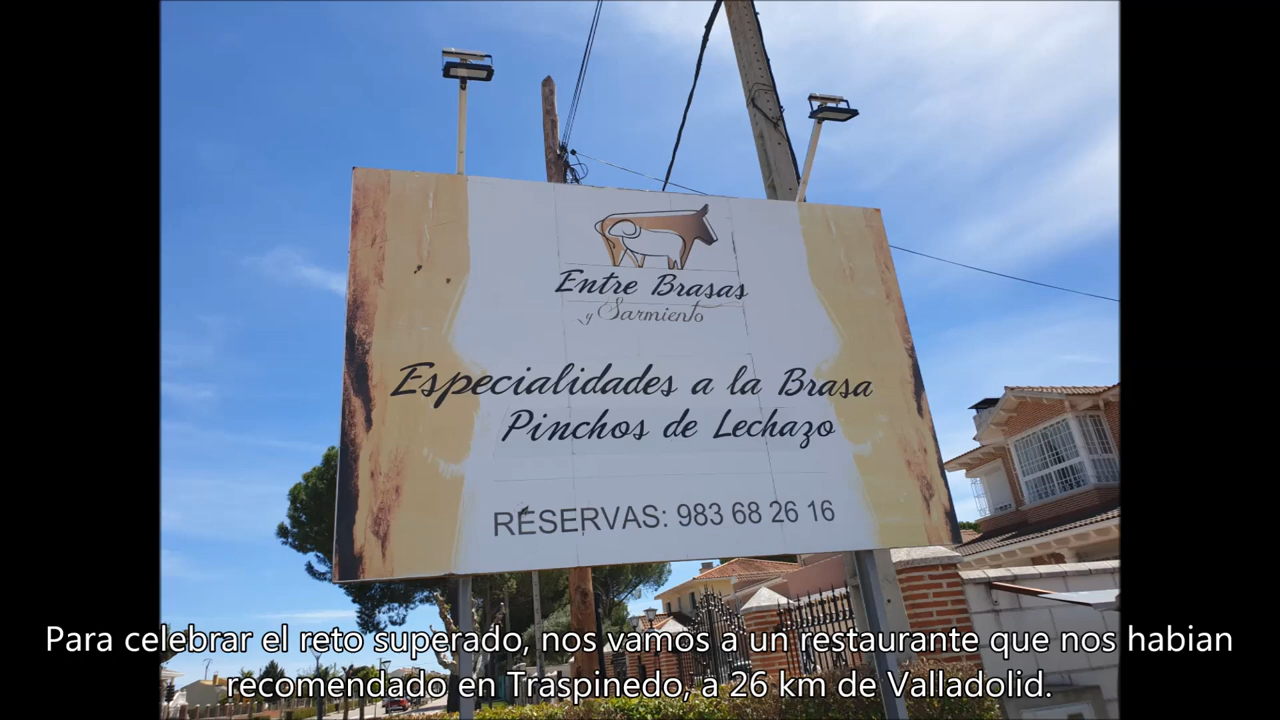 Entre Brasas
y Sarmiento
Especialidades a la Brasa
Pinchos de Lechazo
RESERVAS: 983 68 26 16
Para celebrar el reto superado, nos vamos a un restaurante que nos habian
recomendado en Traspinedo, a 26 km de Valladolid.